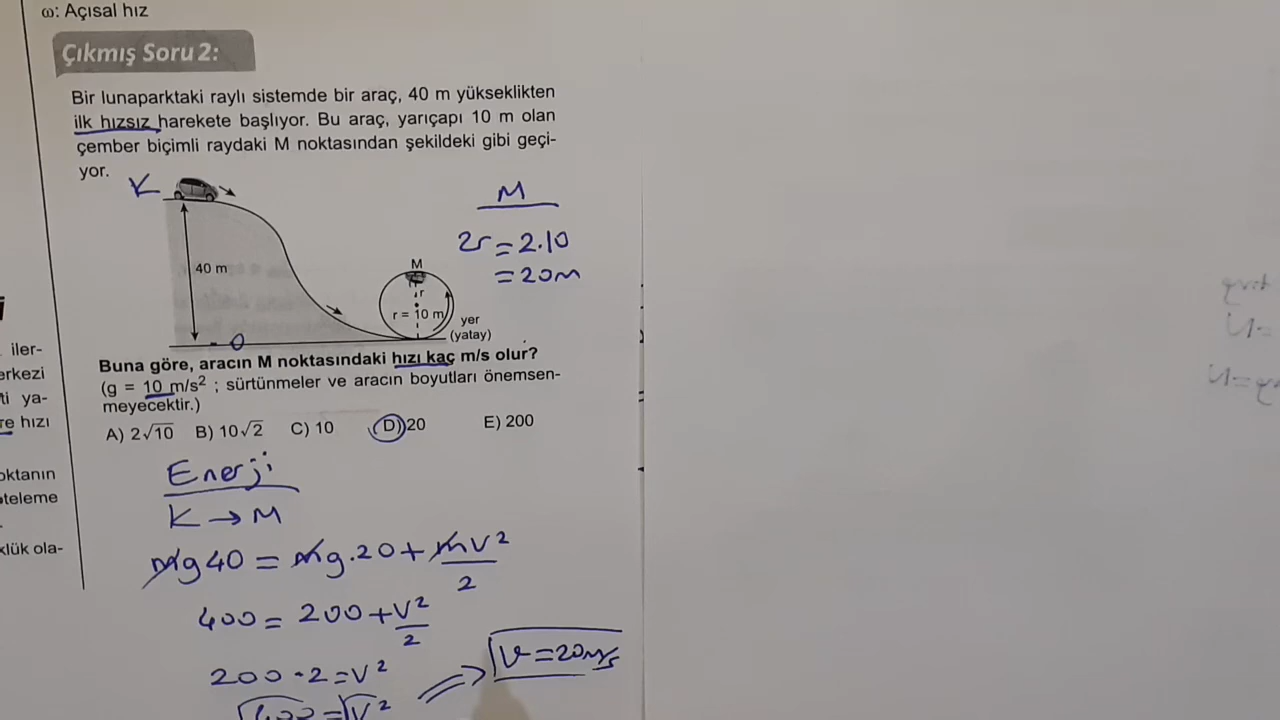 ω: Açısal hız
Çıkmış Soru 2:
Bir lunaparktaki raylı sistemde bir araç, 40 m yükseklikten
ilk hızsız harekete başlıyor. Bu araç, yarıçapı 10 m olan
çember biçimli raydaki M noktasından şekildeki gibi geçi-
yor.
K
M
2r = 2.10
= 20m
40 m
M
r
r = 10 m
yer
(yatay)
0
Buna göre, aracın M noktasındaki hızı kaç m/s olur?
(g = 10 m/s² ; sürtünmeler ve aracın boyutları önemsen-
meyecektir.)
A) 2√10 B) 10√2 C) 10 D) 20 E) 200
Enerji
K → M
mg40 = mg.20 + mv²/2
400 = 200 + v²/2
200 · 2 = v²
√400 = √v²
v = 20m/s
iler-
erkezi
ti ya-
re hızı
oktanın
teleme
klük ola-